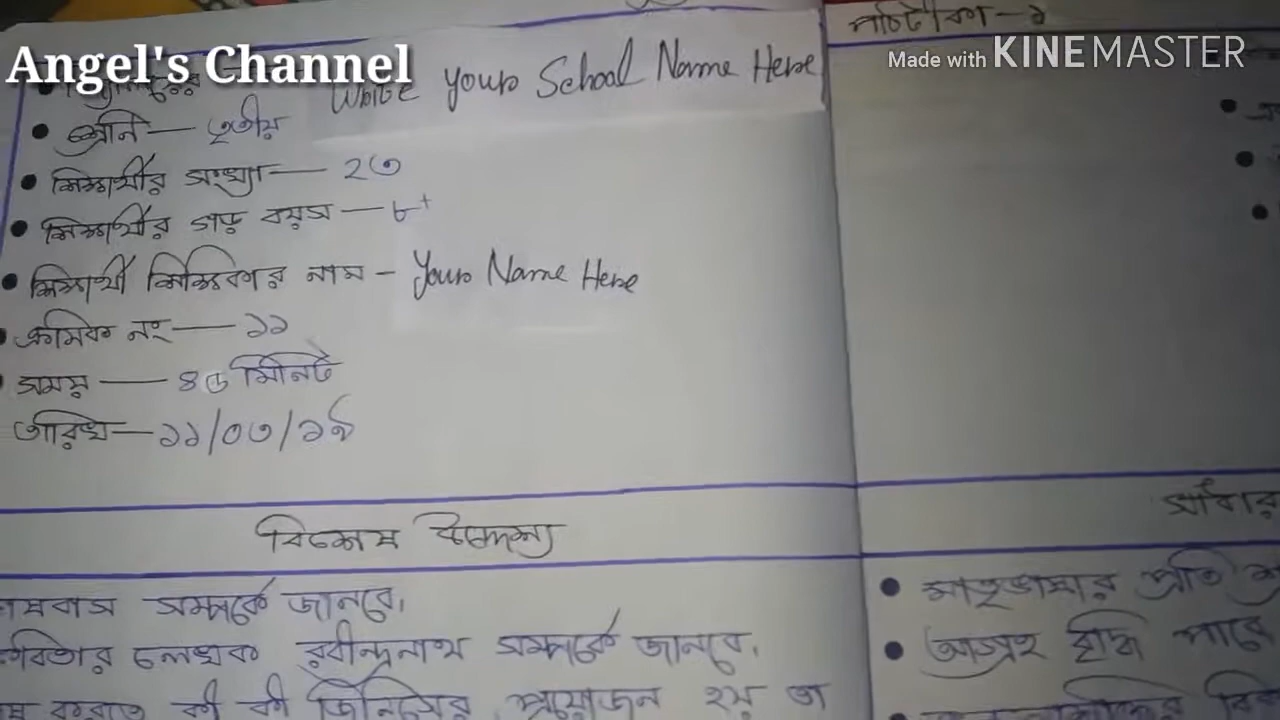 Angel's Channel
Made with KINEMASTER
পাঠটীকা - ১
Write Your School Name Here
শ্রেণি — তৃতীয়
শিক্ষার্থীর সংখ্যা — ২৩
শিক্ষার্থীর গড় বয়স — ৮+
শিক্ষার্থী শিক্ষিকার নাম - Your Name Here
ক্রমিক নং — ১১
সময় — ৪৫ মিনিট
তারিখ — ১১/০৩/১৯
বিশেষ উদ্দেশ্য
সম্পর্কে জানবে।
কবিতার লেখক রবীন্দ্রনাথ সম্পর্কে জানবে।
করতে কী কী জিনিসের প্রয়োজন হয় তা
মাতৃভাষার প্রতি
আগ্রহ বৃদ্ধি পাবে